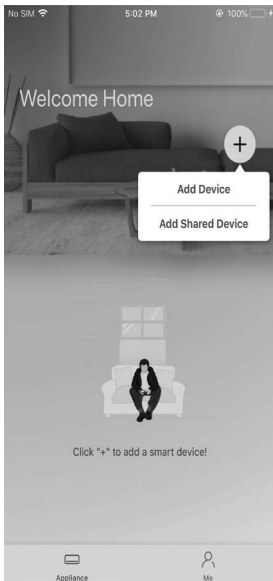 No SIM 5:02 PM 100%
Welcome Home
+
Add Device
Add Shared Device
Click "+" to add a smart device!
Appliance Me